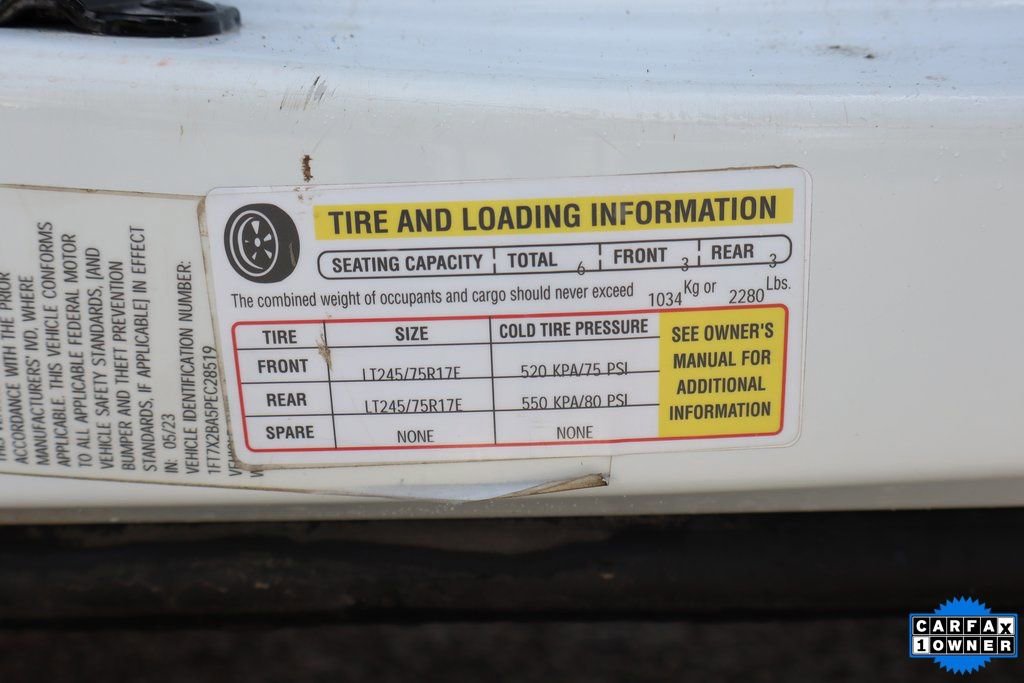 THIS
ACCORDANCE WITH THE PRIOR
MANUFACTURERS' IVD, WHERE
APPLICABLE. THIS VEHICLE CONFORMS
TO ALL APPLICABLE FEDERAL MOTOR
VEHICLE SAFETY STANDARDS, [AND
BUMPER AND THEFT PREVENTION
STANDARDS, IF APPLICABLE] IN EFFECT
IN: 05/23
VEHICLE IDENTIFICATION NUMBER:
1FT7X2BA5PEC28519
TIRE AND LOADING INFORMATION
SEATING CAPACITY TOTAL 6 FRONT 3 REAR 3
The combined weight of occupants and cargo should never exceed 1034 Kg or 2280 Lbs.
TIRE SIZE COLD TIRE PRESSURE
FRONT LT245/75R17E 520 KPA/75 PSI
REAR LT245/75R17E 550 KPA/80 PSI
SPARE NONE NONE
SEE OWNER'S
MANUAL FOR
ADDITIONAL
INFORMATION
CARFAX
1 OWNER